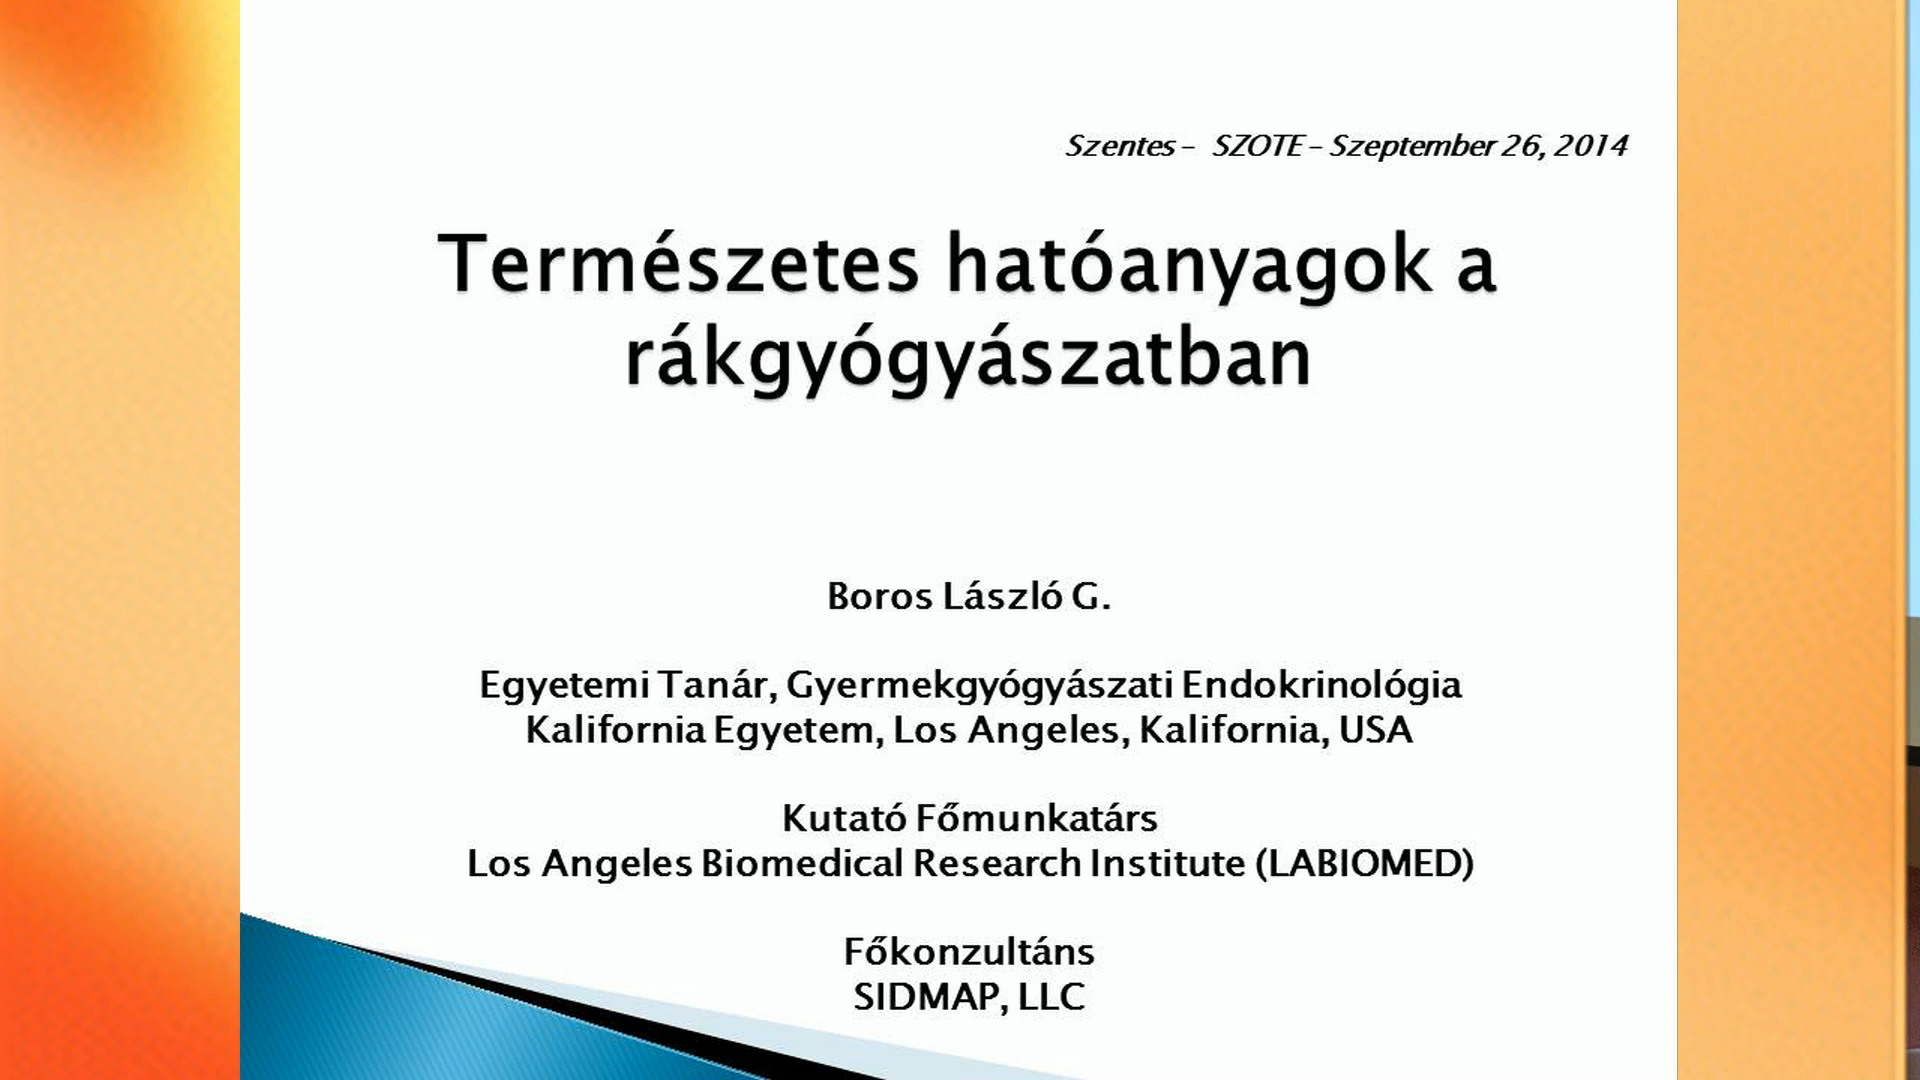 Szentes – SZOTE – Szeptember 26, 2014
Természetes hatóanyagok a
rákgyógyászatban
Boros László G.
Egyetemi Tanár, Gyermekgyógyászati Endokrinológia
Kalifornia Egyetem, Los Angeles, Kalifornia, USA
Kutató Főmunkatárs
Los Angeles Biomedical Research Institute (LABIOMED)
Főkonzultáns
SIDMAP, LLC